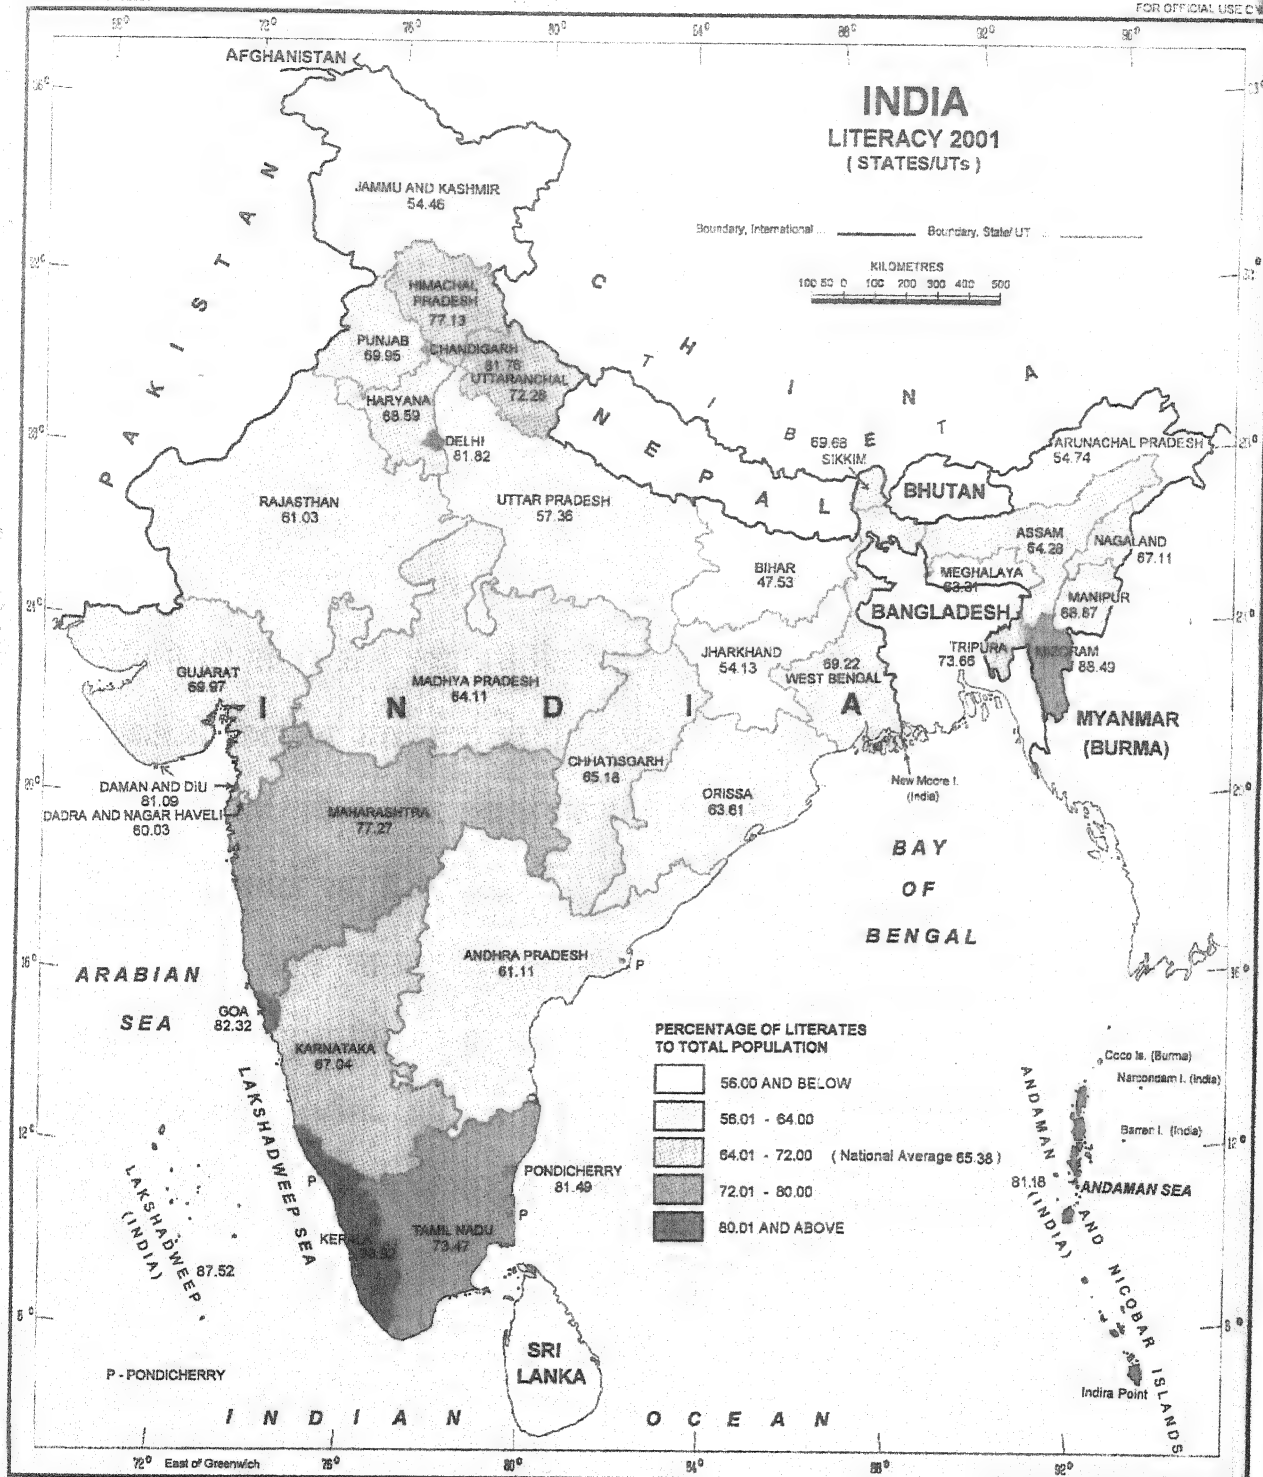 FOR OFFICIAL USE
AFGHANISTAN
INDIA
LITERACY 2001
( STATES/UTs )
Boundary, International ...
Boundary, State/ UT ...
KILOMETRES
100 50 0 100 200 300 400 500
PAKISTAN
CHINA
TIBET
JAMMU AND KASHMIR
54.46
HIMACHAL
PRADESH
77.13
PUNJAB
69.95
CHANDIGARH
81.76
UTTARANCHAL
72.28
HARYANA
68.59
DELHI
81.82
NEPAL
69.68
SIKKIM
BHUTAN
ARUNACHAL PRADESH
54.74
RAJASTHAN
61.03
UTTAR PRADESH
57.36
BIHAR
47.53
ASSAM
64.28
NAGALAND
67.11
MEGHALAYA
63.31
MANIPUR
68.87
BANGLADESH
TRIPURA
73.66
MIZORAM
88.49
GUJARAT
69.97
MADHYA PRADESH
64.11
JHARKHAND
54.13
69.22
WEST BENGAL
INDIA
MYANMAR
(BURMA)
CHHATISGARH
65.18
ORISSA
63.61
New Moore I.
(India)
DAMAN AND DIU
81.09
DADRA AND NAGAR HAVELI
60.03
MAHARASHTRA
77.27
BAY
OF
BENGAL
ANDHRA PRADESH
61.11
P
ARABIAN
SEA
GOA
82.32
KARNATAKA
67.04
PERCENTAGE OF LITERATES
TO TOTAL POPULATION
56.00 AND BELOW
56.01 - 64.00
64.01 - 72.00 ( National Average 65.38 )
72.01 - 80.00
80.01 AND ABOVE
Coco Is. (Burma)
Narcondam I. (India)
Barren I. (India)
81.18
ANDAMAN SEA
ANDAMAN AND NICOBAR ISLANDS
(INDIA)
Indira Point
LAKSHADWEEP SEA
LAKSHADWEEP
(INDIA)
87.52
P
PONDICHERRY
81.49
P
KERALA
TAMIL NADU
73.47
SRI
LANKA
P - PONDICHERRY
INDIAN OCEAN
72° East of Greenwich 76° 80° 84° 88° 92°